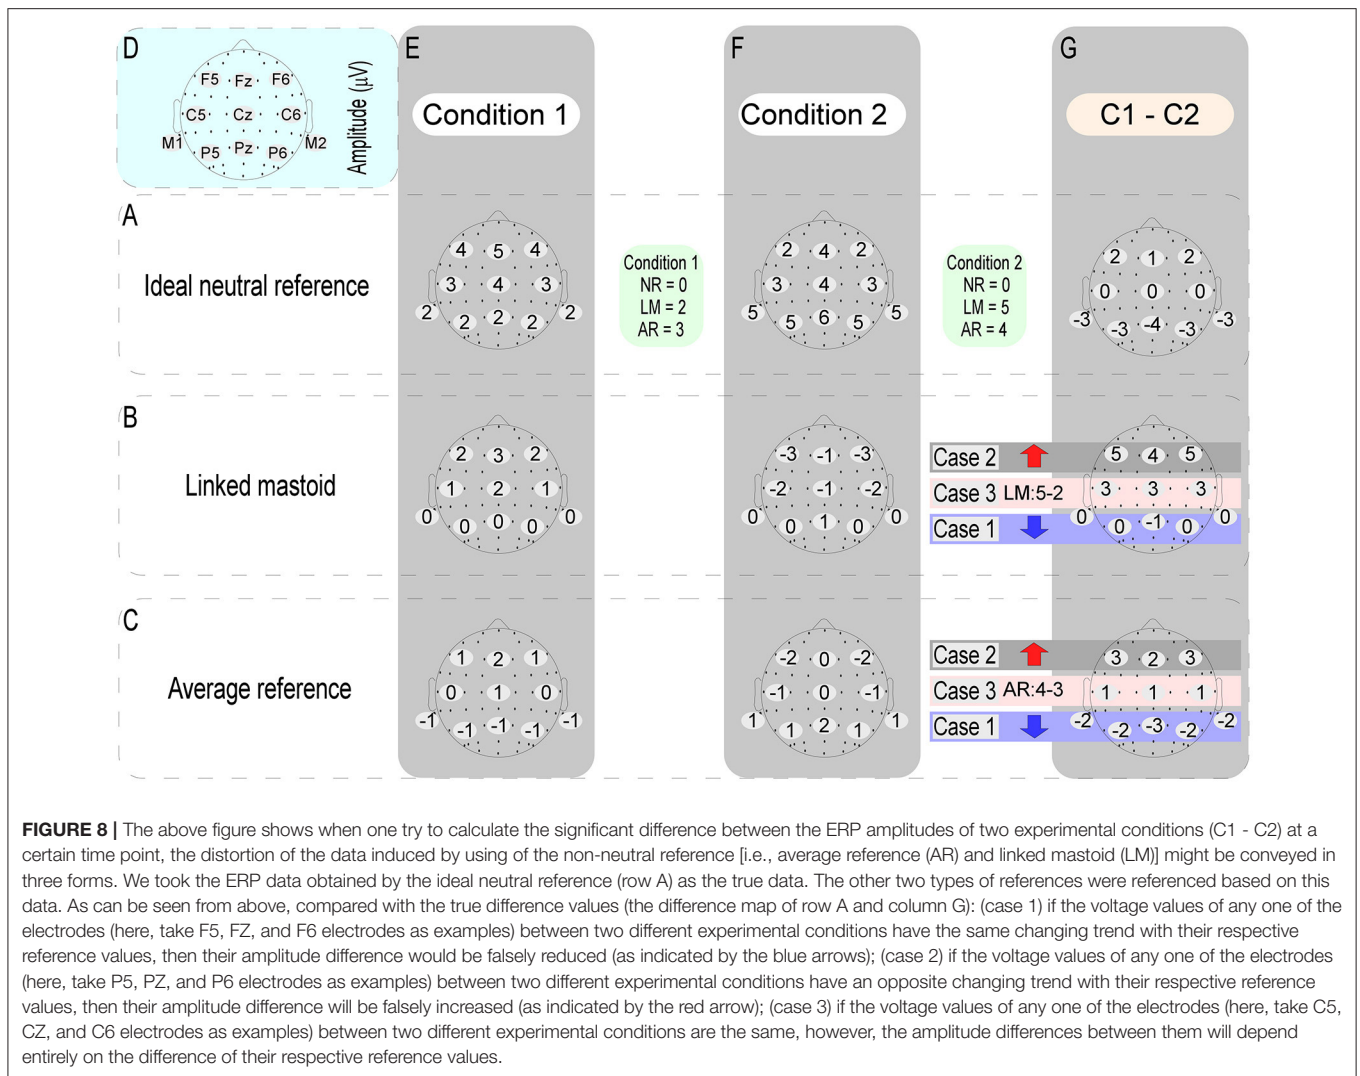 D
E
F
G
F5 Fz F6
C5 Cz C6
M1 M2
P5 Pz P6
Amplitude (μV)
Condition 1
Condition 2
C1 - C2
A
Ideal neutral reference
4 5 4
3 4 3
2 2
2 2 2
Condition 1
NR = 0
LM = 2
AR = 3
2 4 2
3 4 3
5 5
5 6 5
Condition 2
NR = 0
LM = 5
AR = 4
2 1 2
0 0 0
-3 -3
-3 -4 -3
B
Linked mastoid
2 3 2
1 2 1
0 0
0 0 0
-3 -1 -3
-2 -1 -2
0 0
0 1 0
Case 2
Case 3 LM:5-2
Case 1
5 4 5
3 3 3
0 0
0 -1 0
C
Average reference
1 2 1
0 1 0
-1 -1
-1 -1 -1
-2 0 -2
-1 0 -1
1 1
1 2 1
Case 2
Case 3 AR:4-3
Case 1
3 2 3
1 1 1
-2 -2
-2 -3 -2
FIGURE 8 | The above figure shows when one try to calculate the significant difference between the ERP amplitudes of two experimental conditions (C1 - C2) at a
certain time point, the distortion of the data induced by using of the non-neutral reference [i.e., average reference (AR) and linked mastoid (LM)] might be conveyed in
three forms. We took the ERP data obtained by the ideal neutral reference (row A) as the true data. The other two types of references were referenced based on this
data. As can be seen from above, compared with the true difference values (the difference map of row A and column G): (case 1) if the voltage values of any one of the
electrodes (here, take F5, FZ, and F6 electrodes as examples) between two different experimental conditions have the same changing trend with their respective
reference values, then their amplitude difference would be falsely reduced (as indicated by the blue arrows); (case 2) if the voltage values of any one of the electrodes
(here, take P5, PZ, and P6 electrodes as examples) between two different experimental conditions have an opposite changing trend with their respective reference
values, then their amplitude difference will be falsely increased (as indicated by the red arrow); (case 3) if the voltage values of any one of the electrodes (here, take C5,
CZ, and C6 electrodes as examples) between two different experimental conditions are the same, however, the amplitude differences between them will depend
entirely on the difference of their respective reference values.